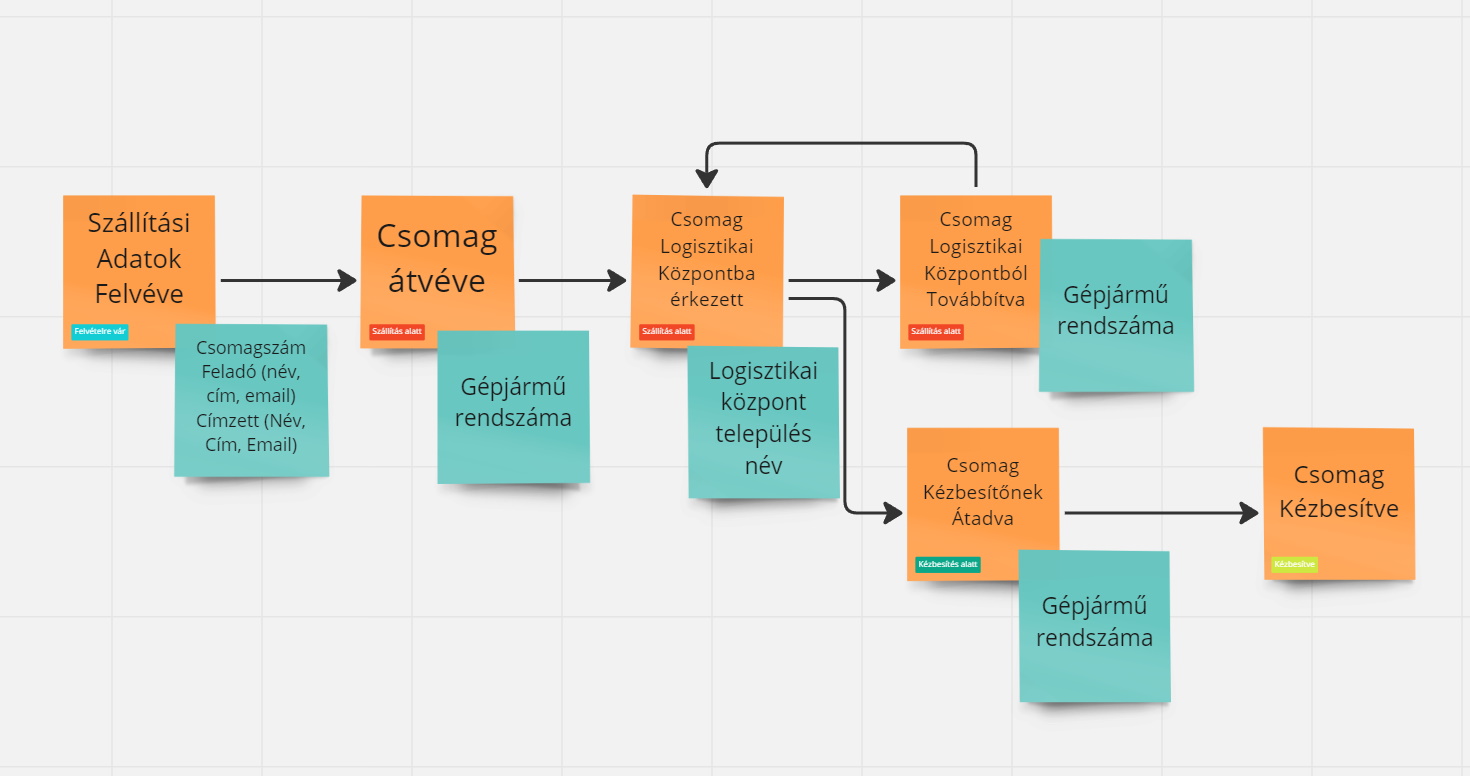 Szállítási
Adatok
Felvéve
Felvételre vár
Csomagszám
Feladó (név,
cím, email)
Címzett (Név,
Cím, Email)
Csomag
átvéve
Szállítás alatt
Gépjármű
rendszáma
Csomag
Logisztikai
Központba
érkezett
Szállítás alatt
Logisztikai
központ
település
név
Csomag
Logisztikai
Központból
Továbbítva
Szállítás alatt
Gépjármű
rendszáma
Csomag
Kézbesítőnek
Átadva
Kézbesítés alatt
Gépjármű
rendszáma
Csomag
Kézbesítve
Kézbesítve